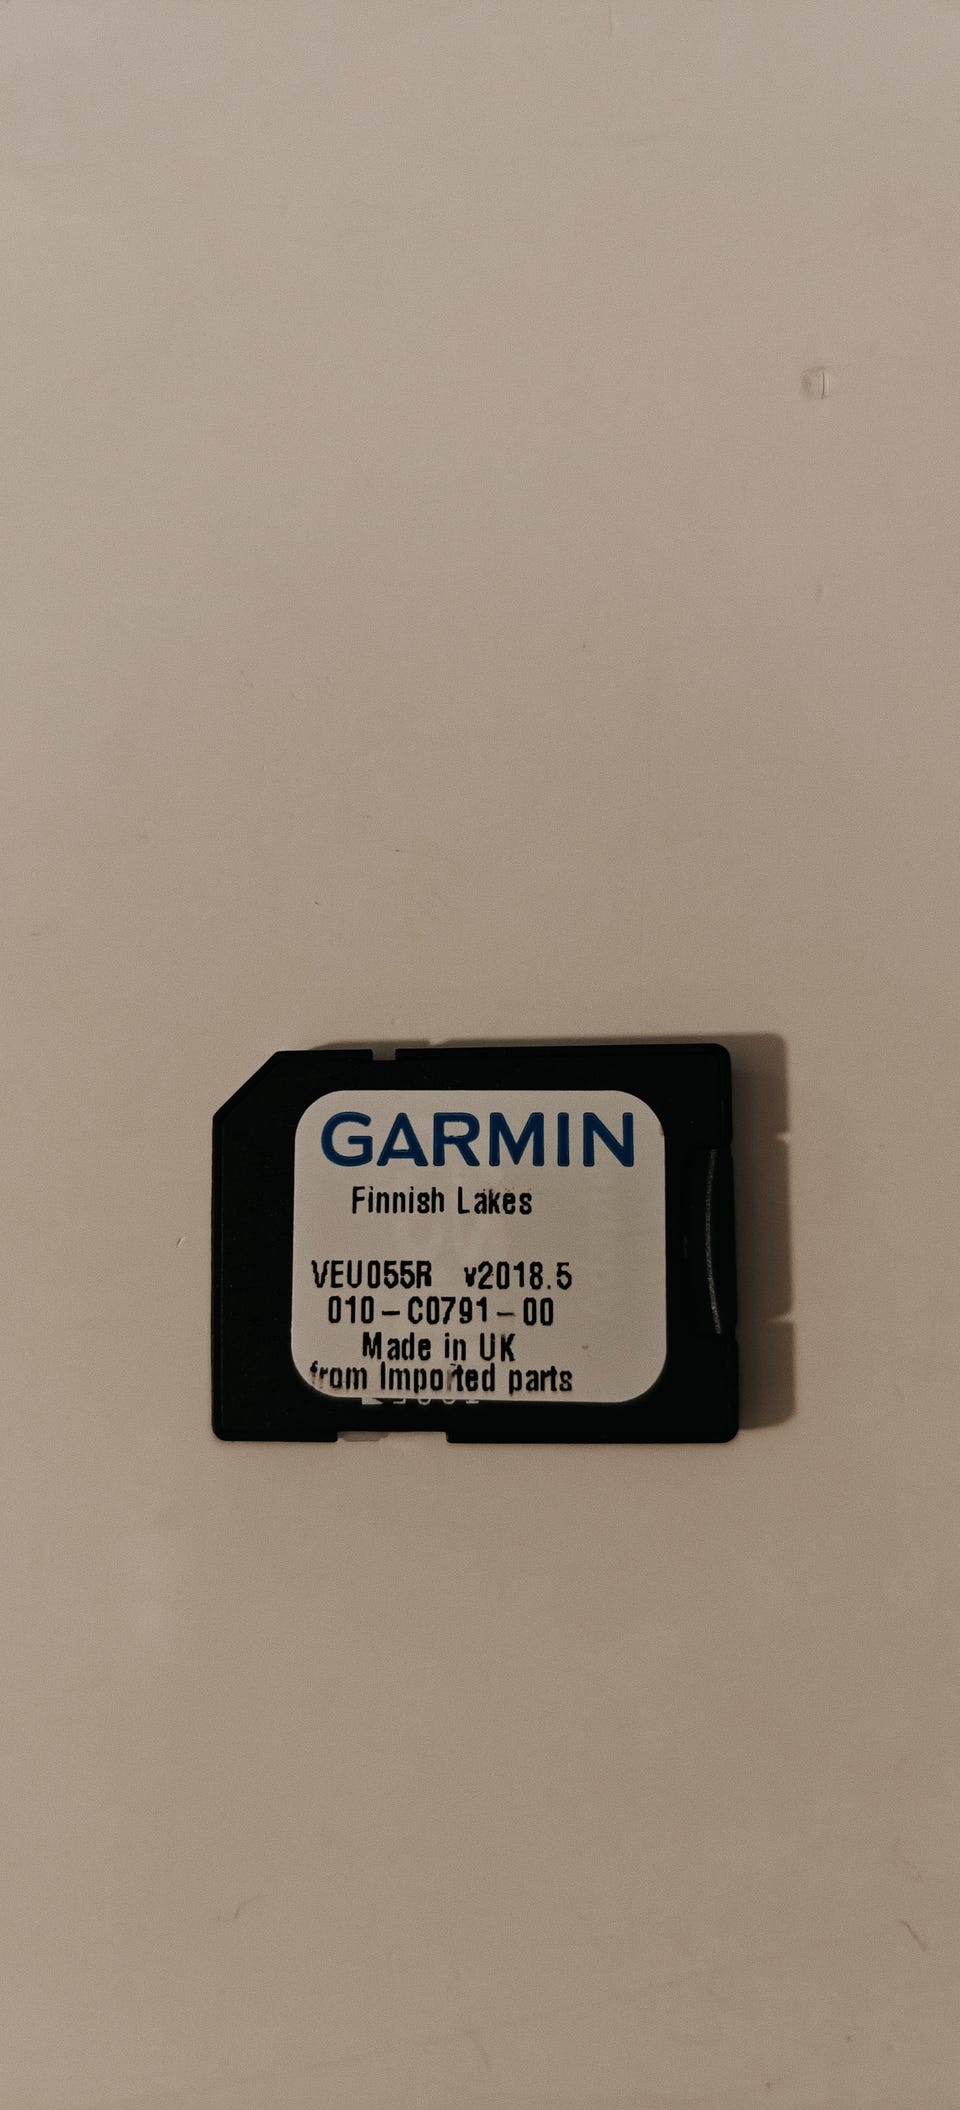 GARMIN
Finnish Lakes
VEU055R v2018.5
010-C0791-00
Made in UK
from Imported parts